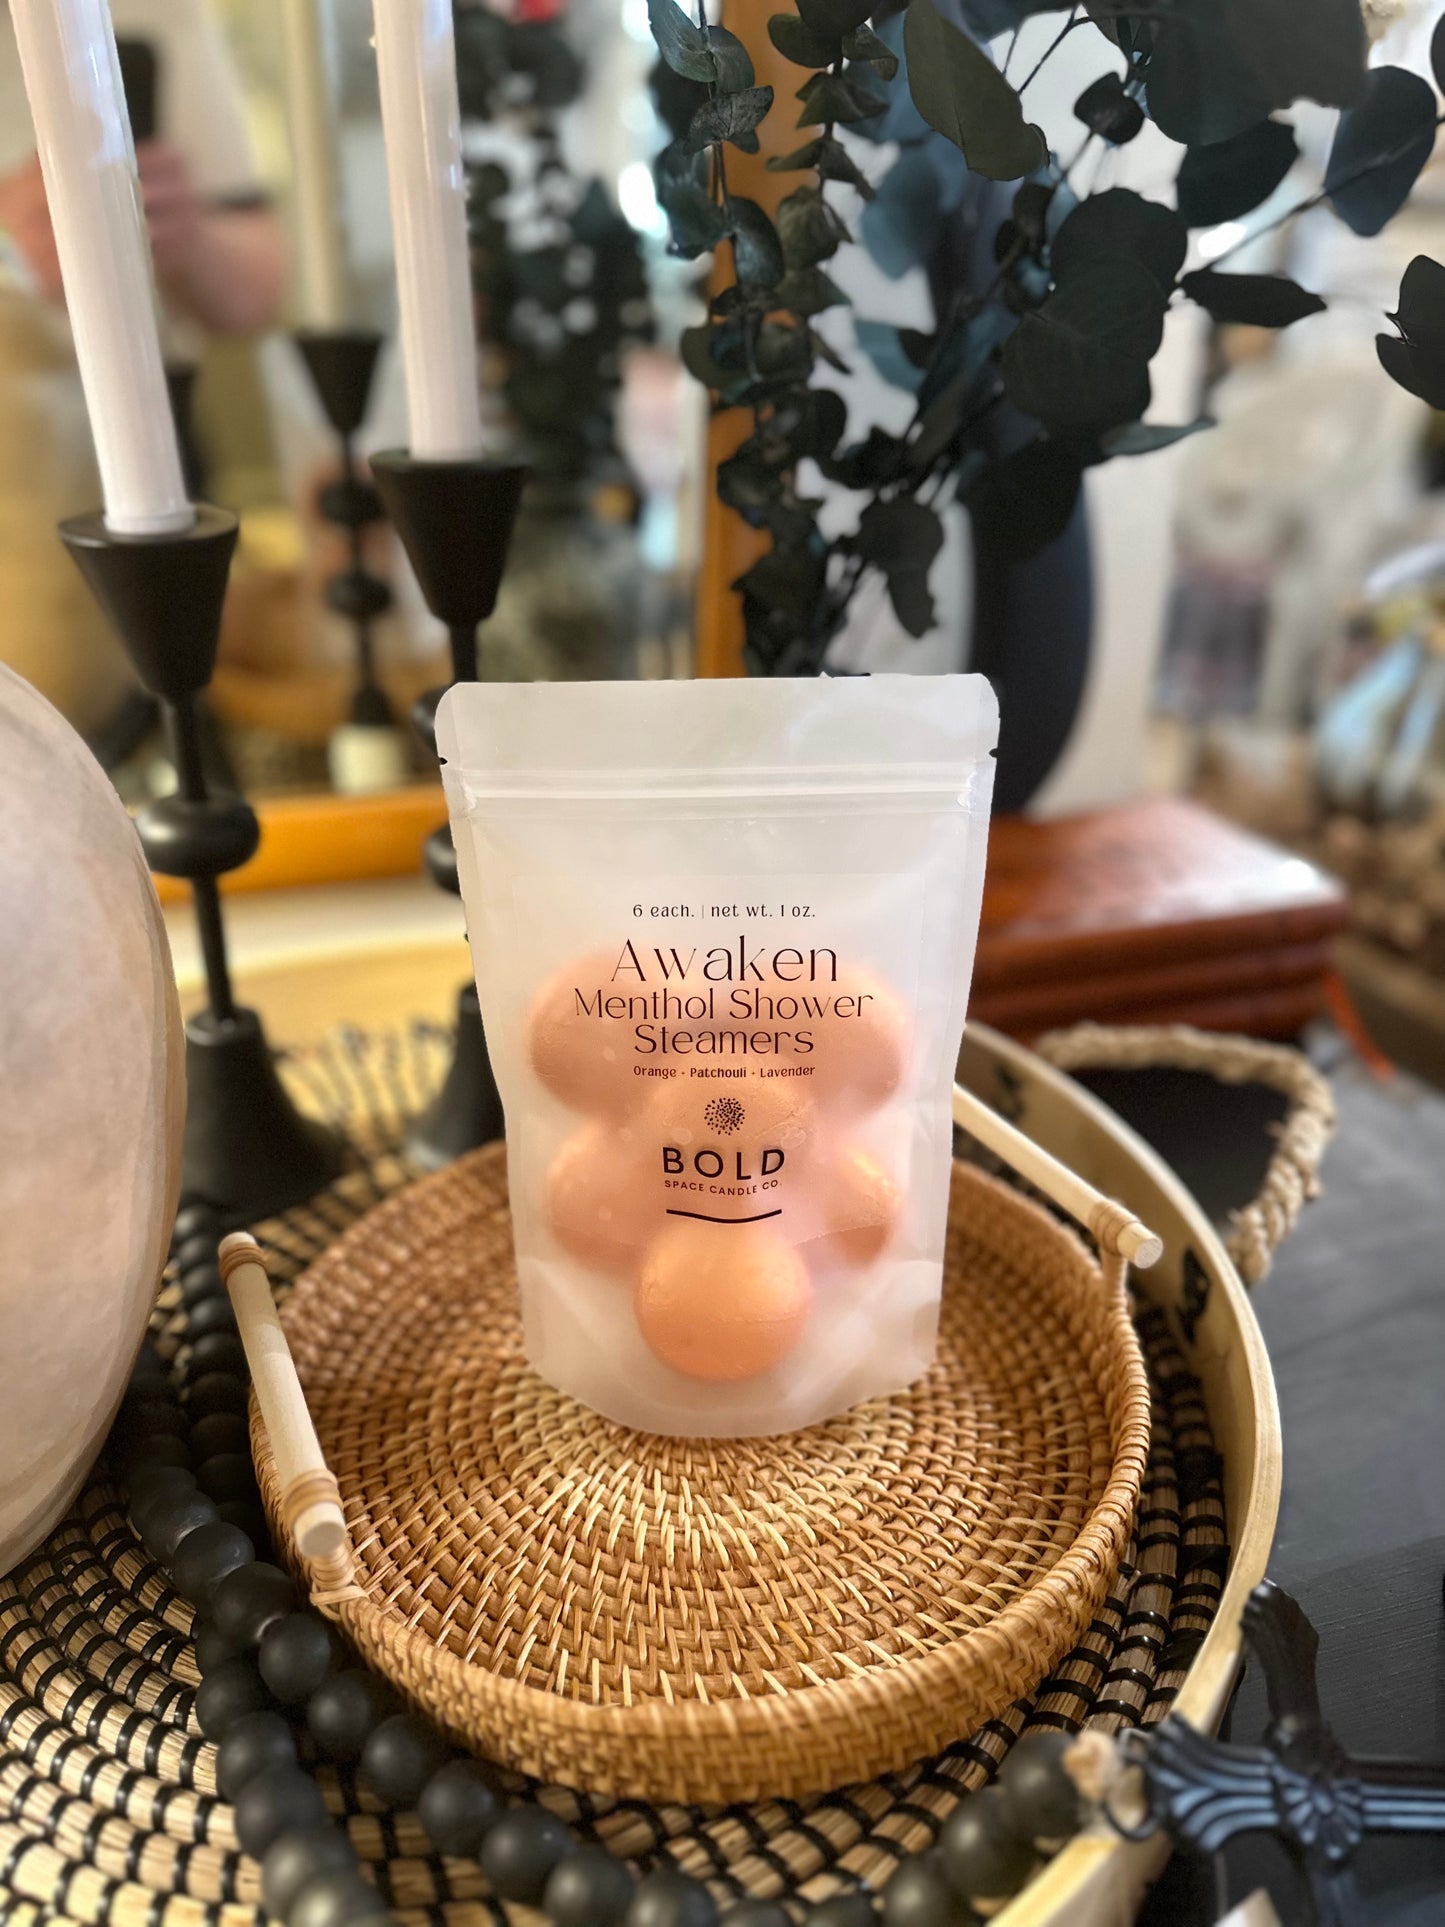 6 each. | net wt. 1 oz.
Awaken
Menthol Shower
Steamers
Orange - Patchouli - Lavender
BOLD
SPACE CANDLE CO.